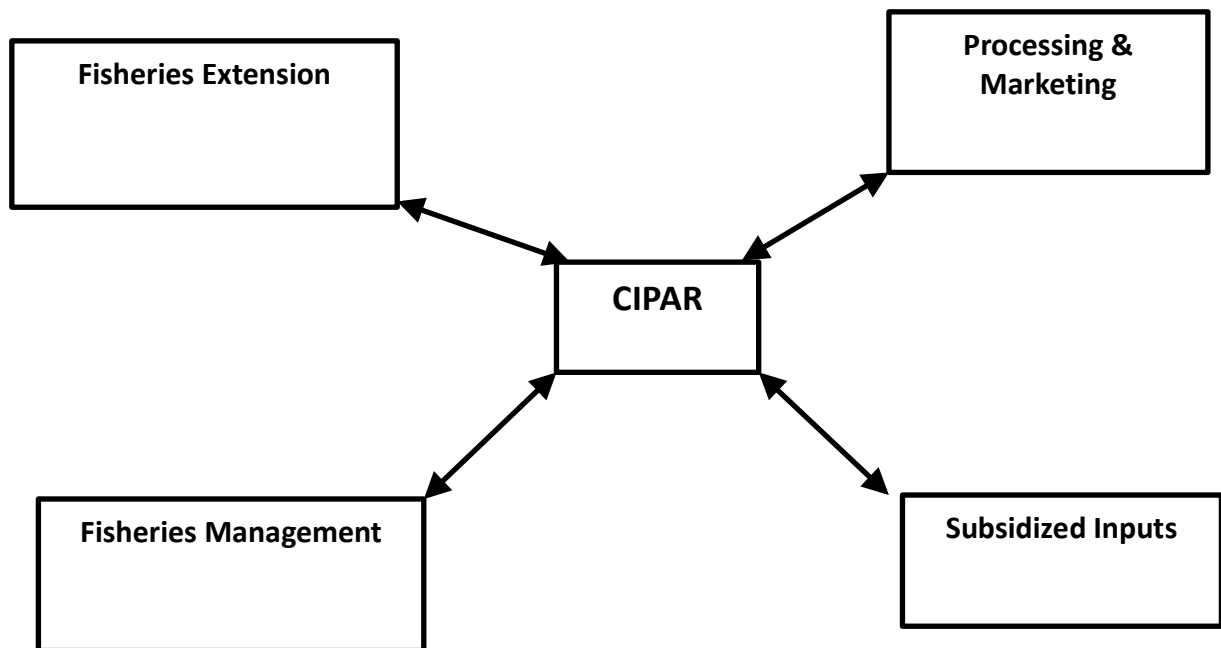 Fisheries Extension
Processing &
Marketing
CIPAR
Fisheries Management
Subsidized Inputs